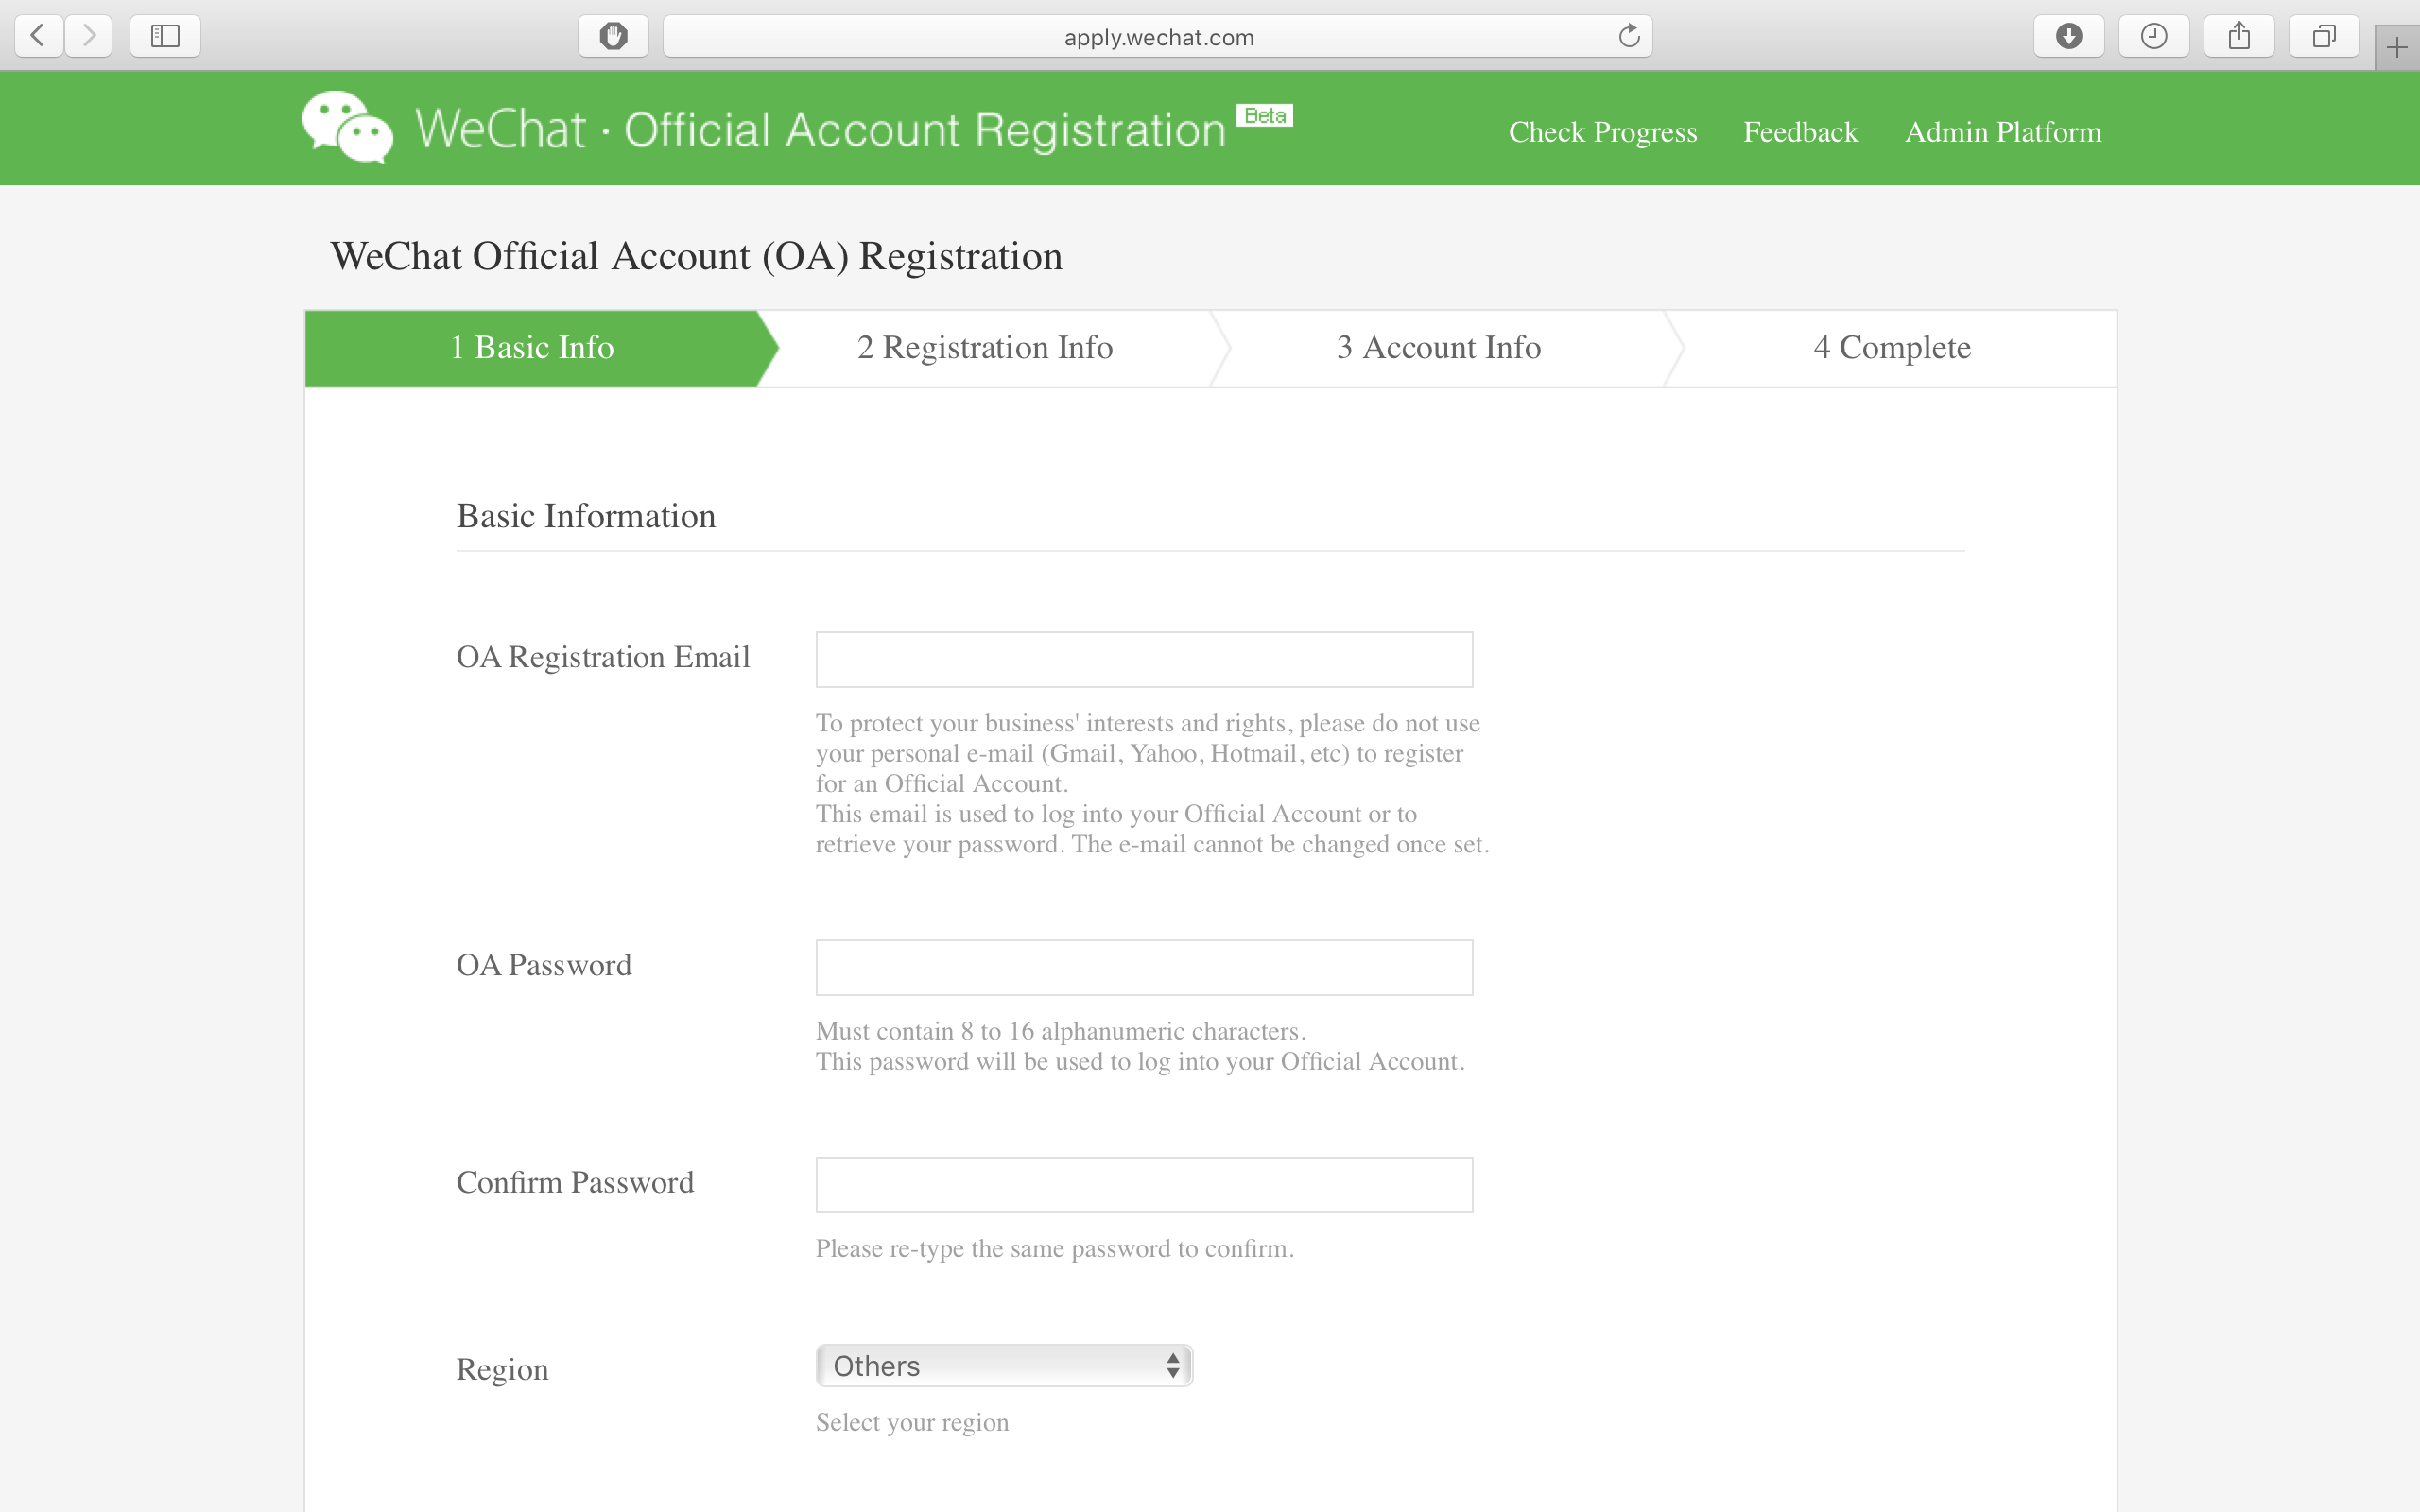 apply.wechat.com
WeChat · Official Account Registration Beta
Check Progress Feedback Admin Platform
WeChat Official Account (OA) Registration
1 Basic Info 2 Registration Info 3 Account Info 4 Complete
Basic Information
OA Registration Email
To protect your business' interests and rights, please do not use
your personal e-mail (Gmail, Yahoo, Hotmail, etc) to register
for an Official Account.
This email is used to log into your Official Account or to
retrieve your password. The e-mail cannot be changed once set.
OA Password
Must contain 8 to 16 alphanumeric characters.
This password will be used to log into your Official Account.
Confirm Password
Please re-type the same password to confirm.
Region Others
Select your region